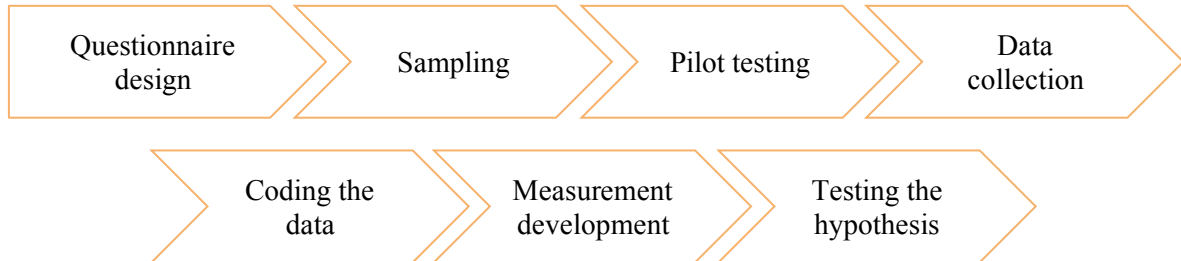 Questionnaire
design
Sampling
Pilot testing
Data
collection
Coding the
data
Measurement
development
Testing the
hypothesis